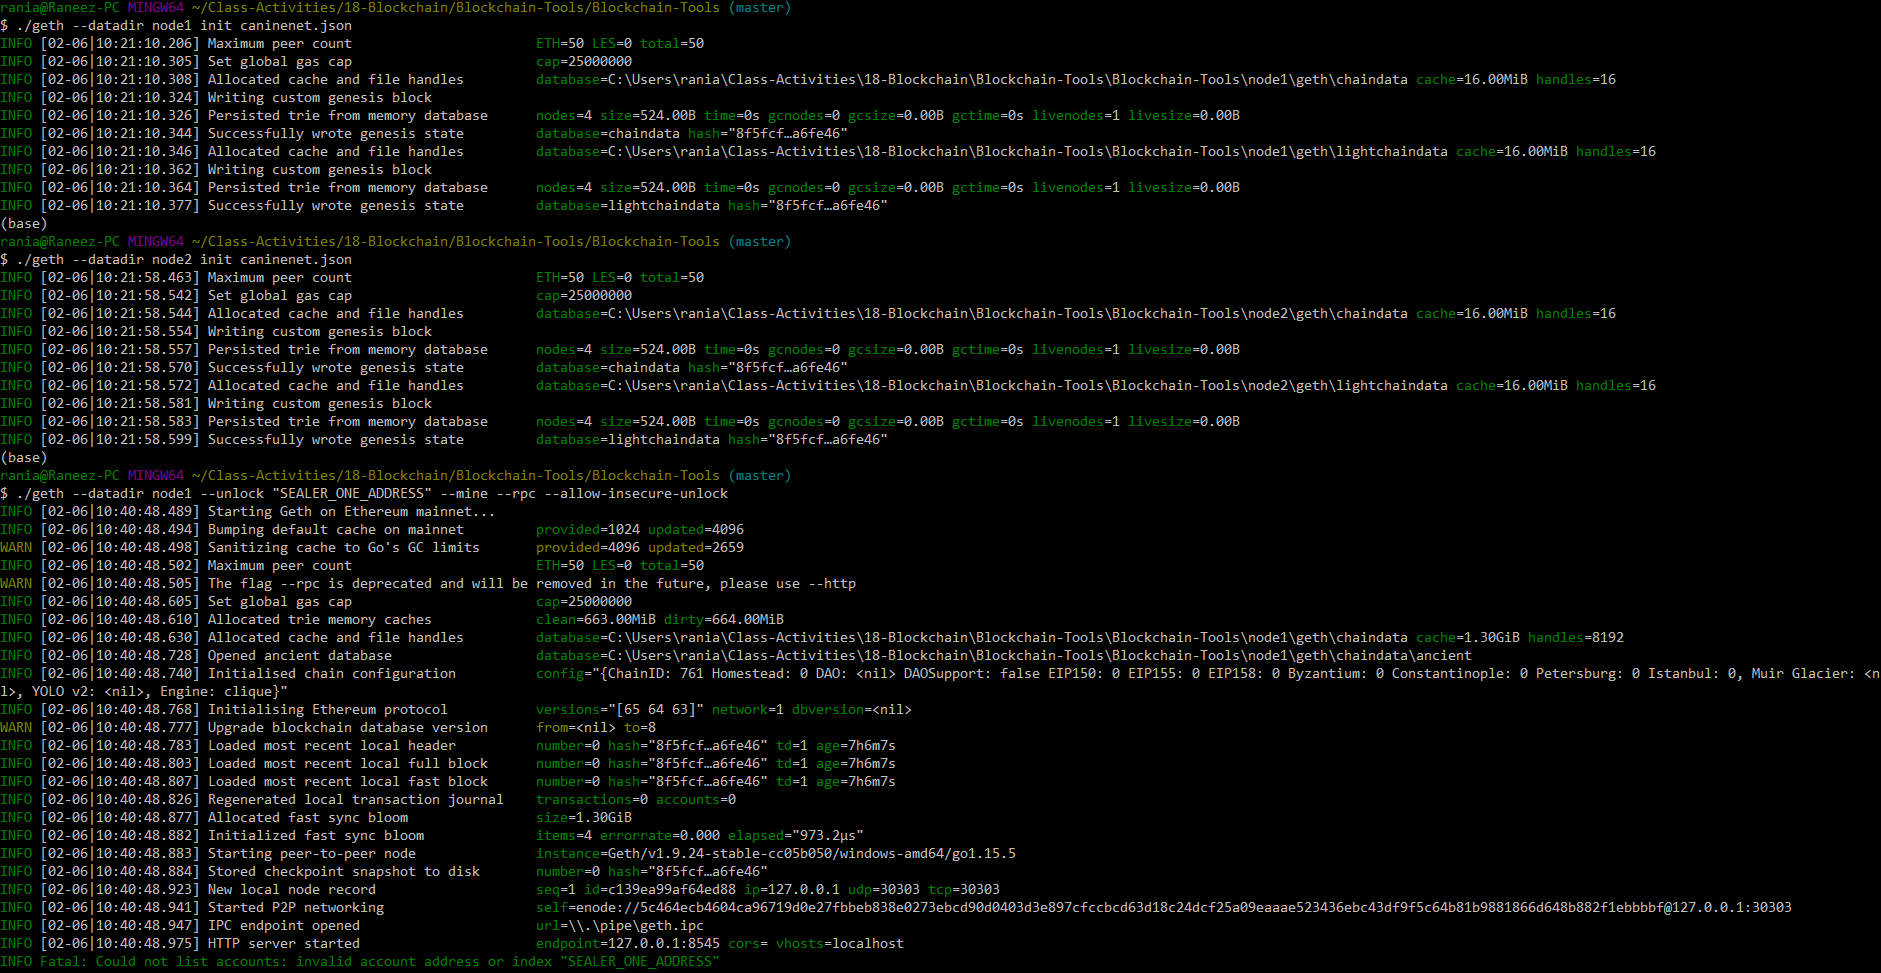 rania@Raneez-PC MINGW64 ~/Class-Activities/18-Blockchain/Blockchain-Tools/Blockchain-Tools (master)
$ ./geth --datadir node1 init caninenet.json
INFO [02-06|10:21:10.206] Maximum peer count                       ETH=50 LES=0 total=50
INFO [02-06|10:21:10.305] Set global gas cap                       cap=25000000
INFO [02-06|10:21:10.308] Allocated cache and file handles         database=C:\Users\rania\Class-Activities\18-Blockchain\Blockchain-Tools\Blockchain-Tools\node1\geth\chaindata cache=16.00MiB handles=16
INFO [02-06|10:21:10.324] Writing custom genesis block
INFO [02-06|10:21:10.326] Persisted trie from memory database      nodes=4 size=524.00B time=0s gcnodes=0 gcsize=0.00B gctime=0s livenodes=1 livesize=0.00B
INFO [02-06|10:21:10.344] Successfully wrote genesis state         database=chaindata hash="8f5fcf…a6fe46"
INFO [02-06|10:21:10.346] Allocated cache and file handles         database=C:\Users\rania\Class-Activities\18-Blockchain\Blockchain-Tools\Blockchain-Tools\node1\geth\lightchaindata cache=16.00MiB handles=16
INFO [02-06|10:21:10.362] Writing custom genesis block
INFO [02-06|10:21:10.364] Persisted trie from memory database      nodes=4 size=524.00B time=0s gcnodes=0 gcsize=0.00B gctime=0s livenodes=1 livesize=0.00B
INFO [02-06|10:21:10.377] Successfully wrote genesis state         database=lightchaindata hash="8f5fcf…a6fe46"
(base)
rania@Raneez-PC MINGW64 ~/Class-Activities/18-Blockchain/Blockchain-Tools/Blockchain-Tools (master)
$ ./geth --datadir node2 init caninenet.json
INFO [02-06|10:21:58.463] Maximum peer count                       ETH=50 LES=0 total=50
INFO [02-06|10:21:58.542] Set global gas cap                       cap=25000000
INFO [02-06|10:21:58.544] Allocated cache and file handles         database=C:\Users\rania\Class-Activities\18-Blockchain\Blockchain-Tools\Blockchain-Tools\node2\geth\chaindata cache=16.00MiB handles=16
INFO [02-06|10:21:58.554] Writing custom genesis block
INFO [02-06|10:21:58.557] Persisted trie from memory database      nodes=4 size=524.00B time=0s gcnodes=0 gcsize=0.00B gctime=0s livenodes=1 livesize=0.00B
INFO [02-06|10:21:58.570] Successfully wrote genesis state         database=chaindata hash="8f5fcf…a6fe46"
INFO [02-06|10:21:58.572] Allocated cache and file handles         database=C:\Users\rania\Class-Activities\18-Blockchain\Blockchain-Tools\Blockchain-Tools\node2\geth\lightchaindata cache=16.00MiB handles=16
INFO [02-06|10:21:58.581] Writing custom genesis block
INFO [02-06|10:21:58.583] Persisted trie from memory database      nodes=4 size=524.00B time=0s gcnodes=0 gcsize=0.00B gctime=0s livenodes=1 livesize=0.00B
INFO [02-06|10:21:58.599] Successfully wrote genesis state         database=lightchaindata hash="8f5fcf…a6fe46"
(base)
rania@Raneez-PC MINGW64 ~/Class-Activities/18-Blockchain/Blockchain-Tools/Blockchain-Tools (master)
$ ./geth --datadir node1 --unlock "SEALER_ONE_ADDRESS" --mine --rpc --allow-insecure-unlock
INFO [02-06|10:40:48.489] Starting Geth on Ethereum mainnet...
INFO [02-06|10:40:48.494] Bumping default cache on mainnet         provided=1024 updated=4096
WARN [02-06|10:40:48.498] Sanitizing cache to Go's GC limits       provided=4096 updated=2659
INFO [02-06|10:40:48.502] Maximum peer count                       ETH=50 LES=0 total=50
WARN [02-06|10:40:48.505] The flag --rpc is deprecated and will be removed in the future, please use --http
INFO [02-06|10:40:48.605] Set global gas cap                       cap=25000000
INFO [02-06|10:40:48.610] Allocated trie memory caches             clean=663.00MiB dirty=664.00MiB
INFO [02-06|10:40:48.630] Allocated cache and file handles         database=C:\Users\rania\Class-Activities\18-Blockchain\Blockchain-Tools\Blockchain-Tools\node1\geth\chaindata cache=1.30GiB handles=8192
INFO [02-06|10:40:48.728] Opened ancient database                  database=C:\Users\rania\Class-Activities\18-Blockchain\Blockchain-Tools\Blockchain-Tools\node1\geth\chaindata\ancient
INFO [02-06|10:40:48.740] Initialised chain configuration          config="{ChainID: 761 Homestead: 0 DAO: <nil> DAOSupport: false EIP150: 0 EIP155: 0 EIP158: 0 Byzantium: 0 Constantinople: 0 Petersburg: 0 Istanbul: 0, Muir Glacier: <n
l>, YOLO v2: <nil>, Engine: clique}"
INFO [02-06|10:40:48.768] Initialising Ethereum protocol           versions="[65 64 63]" network=1 dbversion=<nil>
WARN [02-06|10:40:48.777] Upgrade blockchain database version      from=<nil> to=8
INFO [02-06|10:40:48.783] Loaded most recent local header          number=0 hash="8f5fcf…a6fe46" td=1 age=7h6m7s
INFO [02-06|10:40:48.803] Loaded most recent local full block      number=0 hash="8f5fcf…a6fe46" td=1 age=7h6m7s
INFO [02-06|10:40:48.807] Loaded most recent local fast block      number=0 hash="8f5fcf…a6fe46" td=1 age=7h6m7s
INFO [02-06|10:40:48.826] Regenerated local transaction journal    transactions=0 accounts=0
INFO [02-06|10:40:48.877] Allocated fast sync bloom                size=1.30GiB
INFO [02-06|10:40:48.882] Initialized fast sync bloom              items=4 errorrate=0.000 elapsed="973.2µs"
INFO [02-06|10:40:48.883] Starting peer-to-peer node               instance=Geth/v1.9.24-stable-cc05b050/windows-amd64/go1.15.5
INFO [02-06|10:40:48.884] Stored checkpoint snapshot to disk       number=0 hash="8f5fcf…a6fe46"
INFO [02-06|10:40:48.923] New local node record                    seq=1 id=c139ea99af64ed88 ip=127.0.0.1 udp=30303 tcp=30303
INFO [02-06|10:40:48.941] Started P2P networking                   self=enode://5c464ecb4604ca96719d0e27fbbeb838e0273ebcd90d0403d3e897cfccbcd63d18c24dcf25a09eaaae523436ebc43df9f5c64b81b9881866d648b882f1ebbbbf@127.0.0.1:30303
INFO [02-06|10:40:48.947] IPC endpoint opened                      url=\\.\pipe\geth.ipc
INFO [02-06|10:40:48.975] HTTP server started                      endpoint=127.0.0.1:8545 cors= vhosts=localhost
INFO Fatal: Could not list accounts: invalid account address or index "SEALER_ONE_ADDRESS"